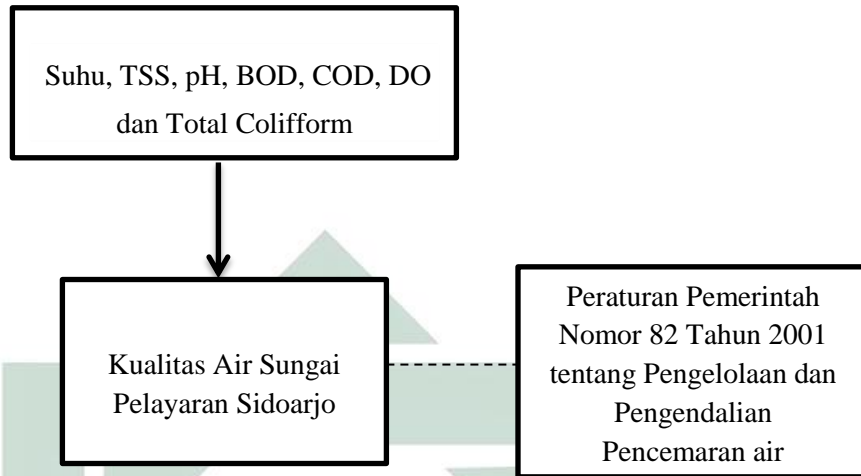 Suhu, TSS, pH, BOD, COD, DO
dan Total Colifform
Kualitas Air Sungai
Pelayaran Sidoarjo
Peraturan Pemerintah
Nomor 82 Tahun 2001
tentang Pengelolaan dan
Pengendalian
Pencemaran air